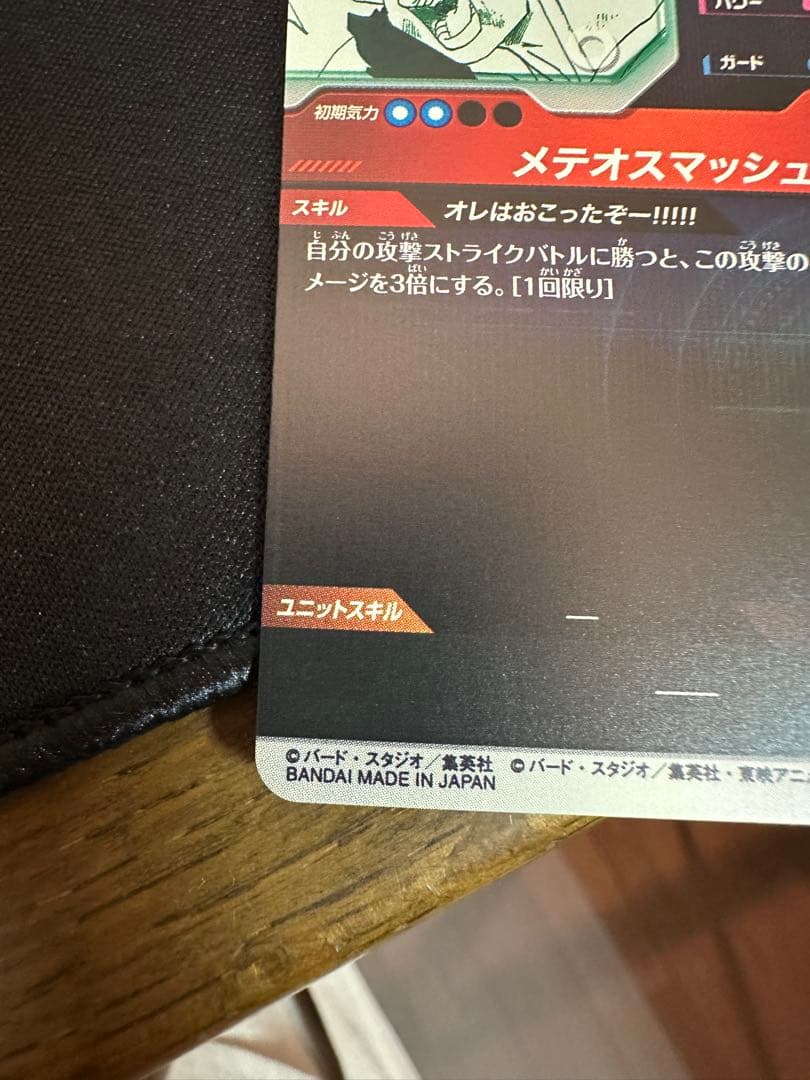 パワー
ガード
初期気力
メテオスマッシュ
スキル
オレはおこったぞー!!!!!
自分の攻撃ストライクバトルに勝つと、この攻撃の
メージを3倍にする。[1回限り]
ユニットスキル
—
—
©バード・スタジオ／集英社 ©バード・スタジオ／集英社・東映アニ
BANDAI MADE IN JAPAN